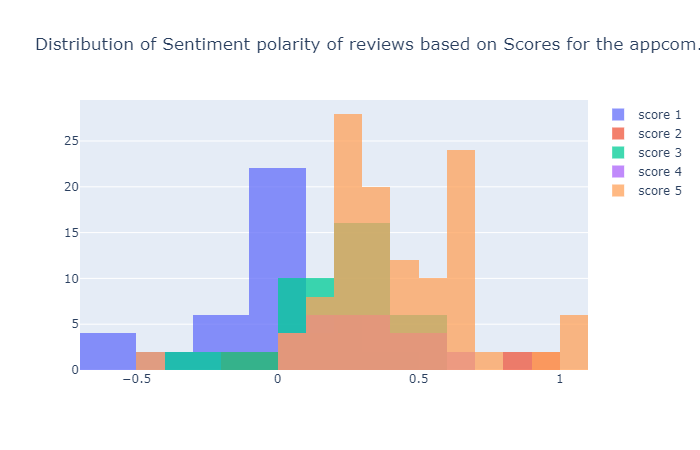 Distribution of Sentiment polarity of reviews based on Scores for the appcom.
score 1
score 2
score 3
score 4
score 5
25
20
15
10
5
0
−0.5 0 0.5 1